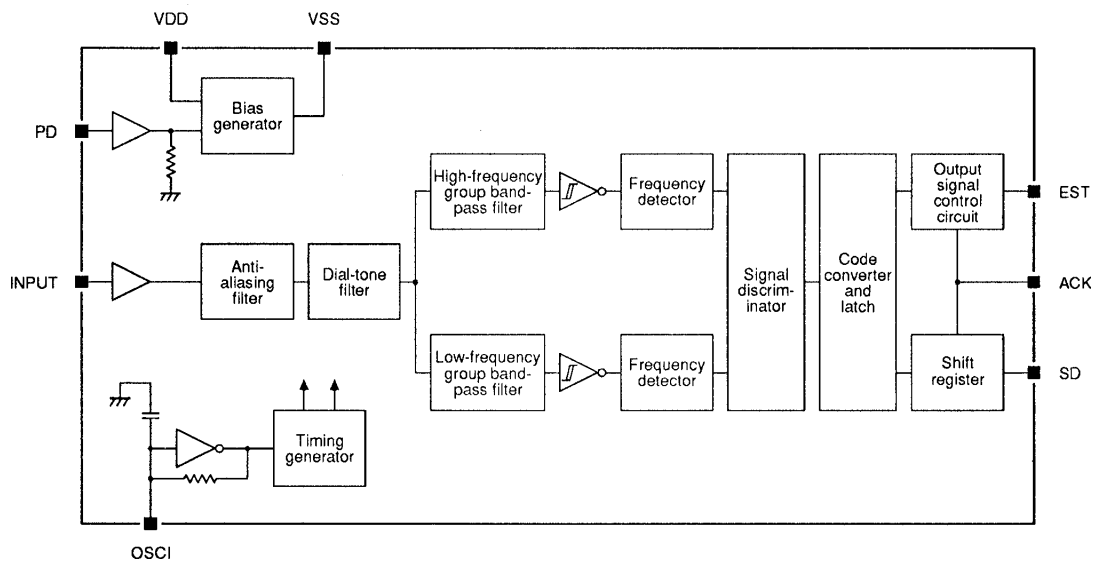 VDD
VSS
PD
Bias
generator
High-frequency
group band-
pass filter
Frequency
detector
Output
signal
control
circuit
EST
INPUT
Anti-
aliasing
filter
Dial-tone
filter
Signal
discrim-
inator
Code
converter
and
latch
ACK
Low-frequency
group band-
pass filter
Frequency
detector
Shift
register
SD
Timing
generator
OSCI